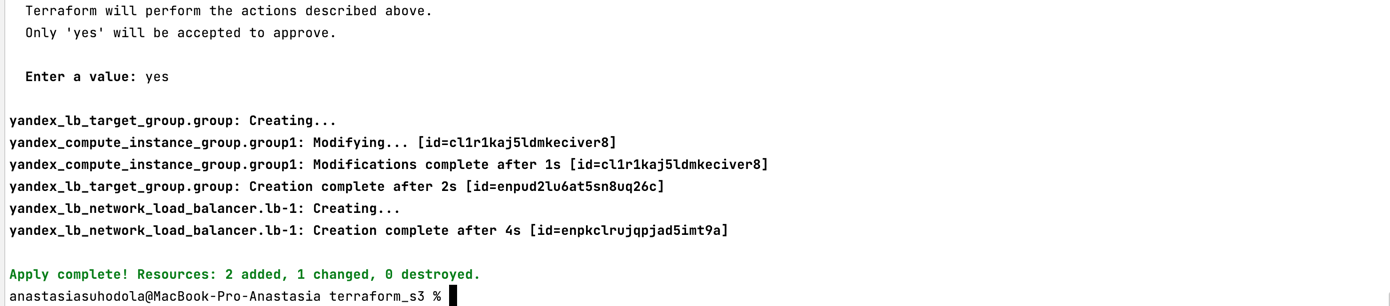 Terraform will perform the actions described above.
Only 'yes' will be accepted to approve.
Enter a value: yes
yandex_lb_target_group.group: Creating...
yandex_compute_instance_group.group1: Modifying... [id=cl1r1kaj5ldmkeciver8]
yandex_compute_instance_group.group1: Modifications complete after 1s [id=cl1r1kaj5ldmkeciver8]
yandex_lb_target_group.group: Creation complete after 2s [id=enpud2lu6at5sn8uq26c]
yandex_lb_network_load_balancer.lb-1: Creating...
yandex_lb_network_load_balancer.lb-1: Creation complete after 4s [id=enpkclrujqpjad5imt9a]
Apply complete! Resources: 2 added, 1 changed, 0 destroyed.
anastasiasuhodola@MacBook-Pro-Anastasia terraform_s3 %